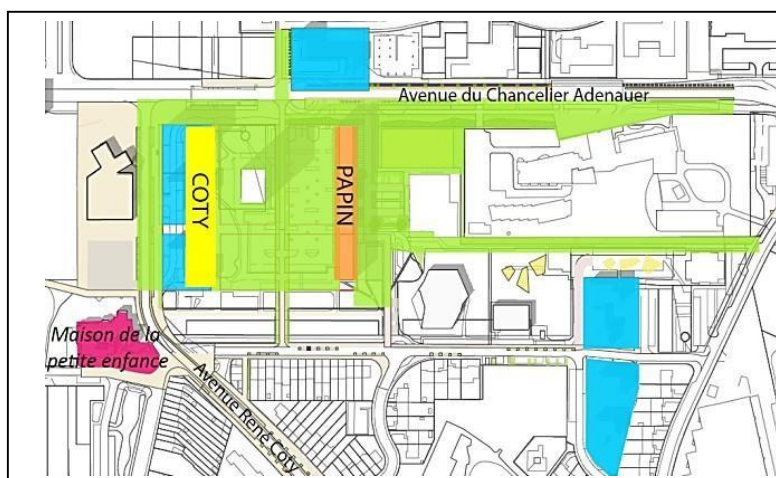 Avenue du Chancelier Adenauer
COTY
PAPIN
Maison de la
petite enfance
Avenue René Coty